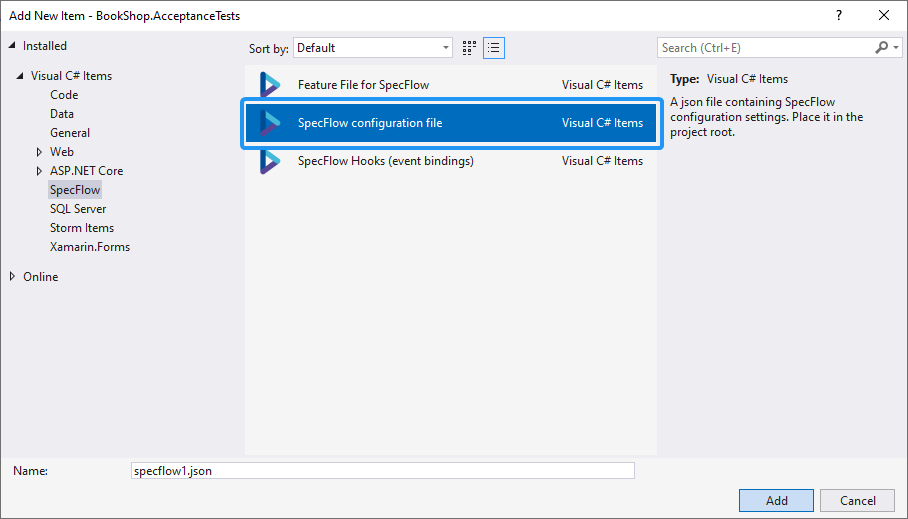 Add New Item - BookShop.AcceptanceTests
?
Installed
Sort by: Default
Search (Ctrl+E)
Visual C# Items
Code
Data
General
Web
ASP.NET Core
SpecFlow
SQL Server
Storm Items
Xamarin.Forms
Online
Feature File for SpecFlow Visual C# Items
SpecFlow configuration file Visual C# Items
SpecFlow Hooks (event bindings) Visual C# Items
Type: Visual C# Items
A json file containing SpecFlow
configuration settings. Place it in the
project root.
Name: specflow1.json
Add Cancel